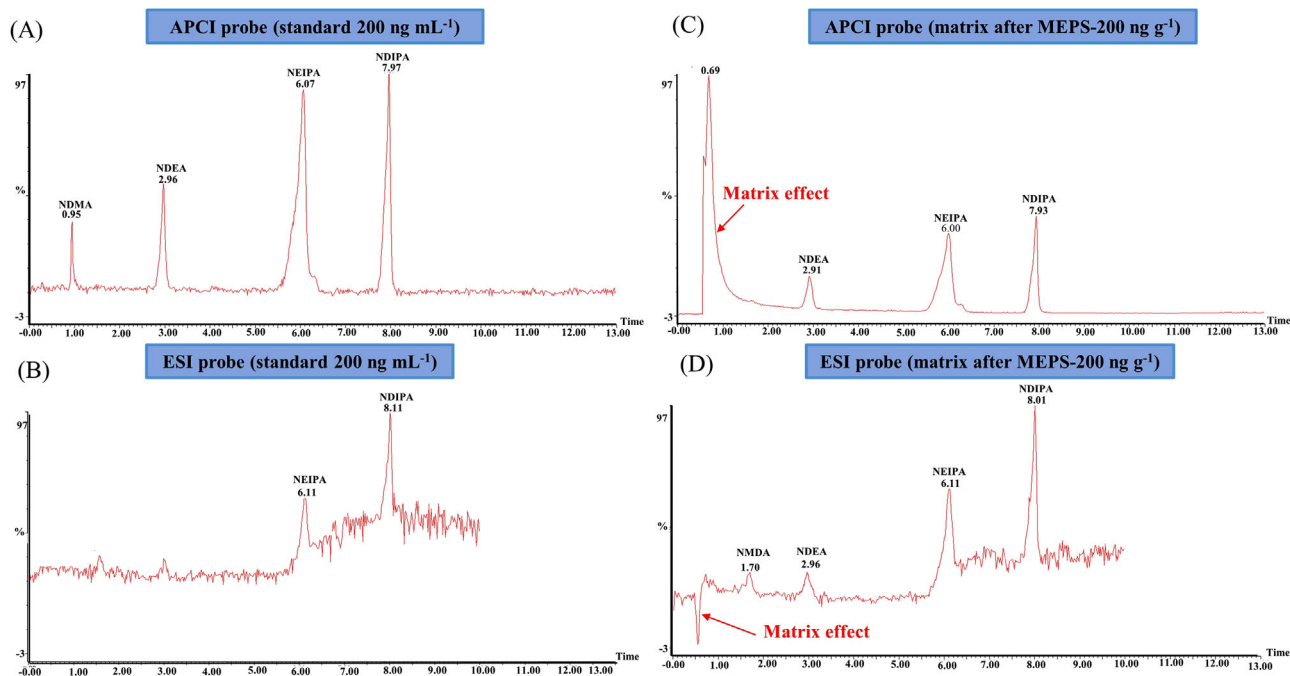 (A)
APCI probe (standard 200 ng mL-1)
97
%
-3
NDMA
0.95
NDEA
2.96
NEIPA
6.07
NDIPA
7.97
-0.00 1.00 2.00 3.00 4.00 5.00 6.00 7.00 8.00 9.00 10.00 11.00 12.00 13.00
Time
(B)
ESI probe (standard 200 ng mL-1)
97
%
-3
NEIPA
6.11
NDIPA
8.11
-0.00 1.00 2.00 3.00 4.00 5.00 6.00 7.00 8.00 9.00 10.00 11.00 12.00 13.00
Time
(C)
APCI probe (matrix after MEPS-200 ng g-1)
97
%
-3
0.69
Matrix effect
NDEA
2.91
NEIPA
6.00
NDIPA
7.93
-0.00 1.00 2.00 3.00 4.00 5.00 6.00 7.00 8.00 9.00 10.00 11.00 12.00 13.00
Time
(D)
ESI probe (matrix after MEPS-200 ng g-1)
97
%
-3
NMDA
1.70
NDEA
2.96
NEIPA
6.11
NDIPA
8.01
Matrix effect
-0.00 1.00 2.00 3.00 4.00 5.00 6.00 7.00 8.00 9.00 10.00 11.00 12.00 13.00
Time